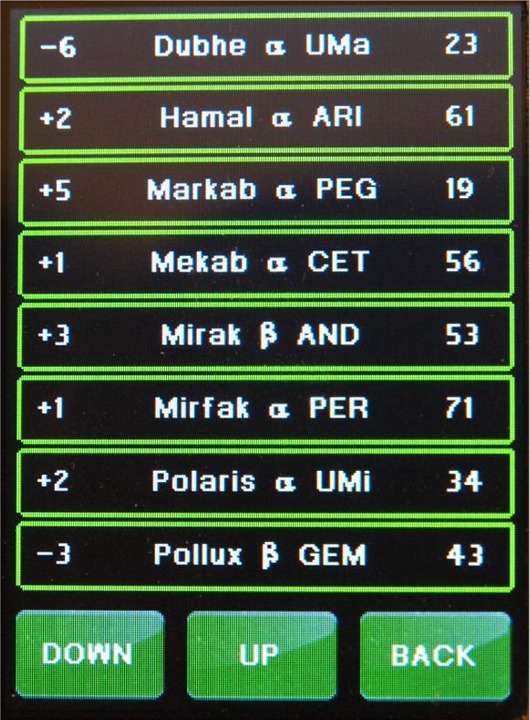 −6 Dubhe α UMa 23
+2 Hamal α ARI 61
+5 Markab α PEG 19
+1 Mekab α CET 56
+3 Mirak β AND 53
+1 Mirfak α PER 71
+2 Polaris α UMi 34
−3 Pollux β GEM 43
DOWN UP BACK